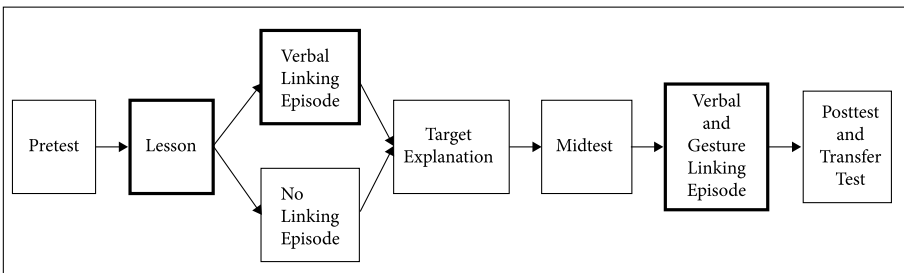 Pretest
Lesson
Verbal
Linking
Episode
No
Linking
Episode
Target
Explanation
Midtest
Verbal
and
Gesture
Linking
Episode
Posttest
and
Transfer
Test